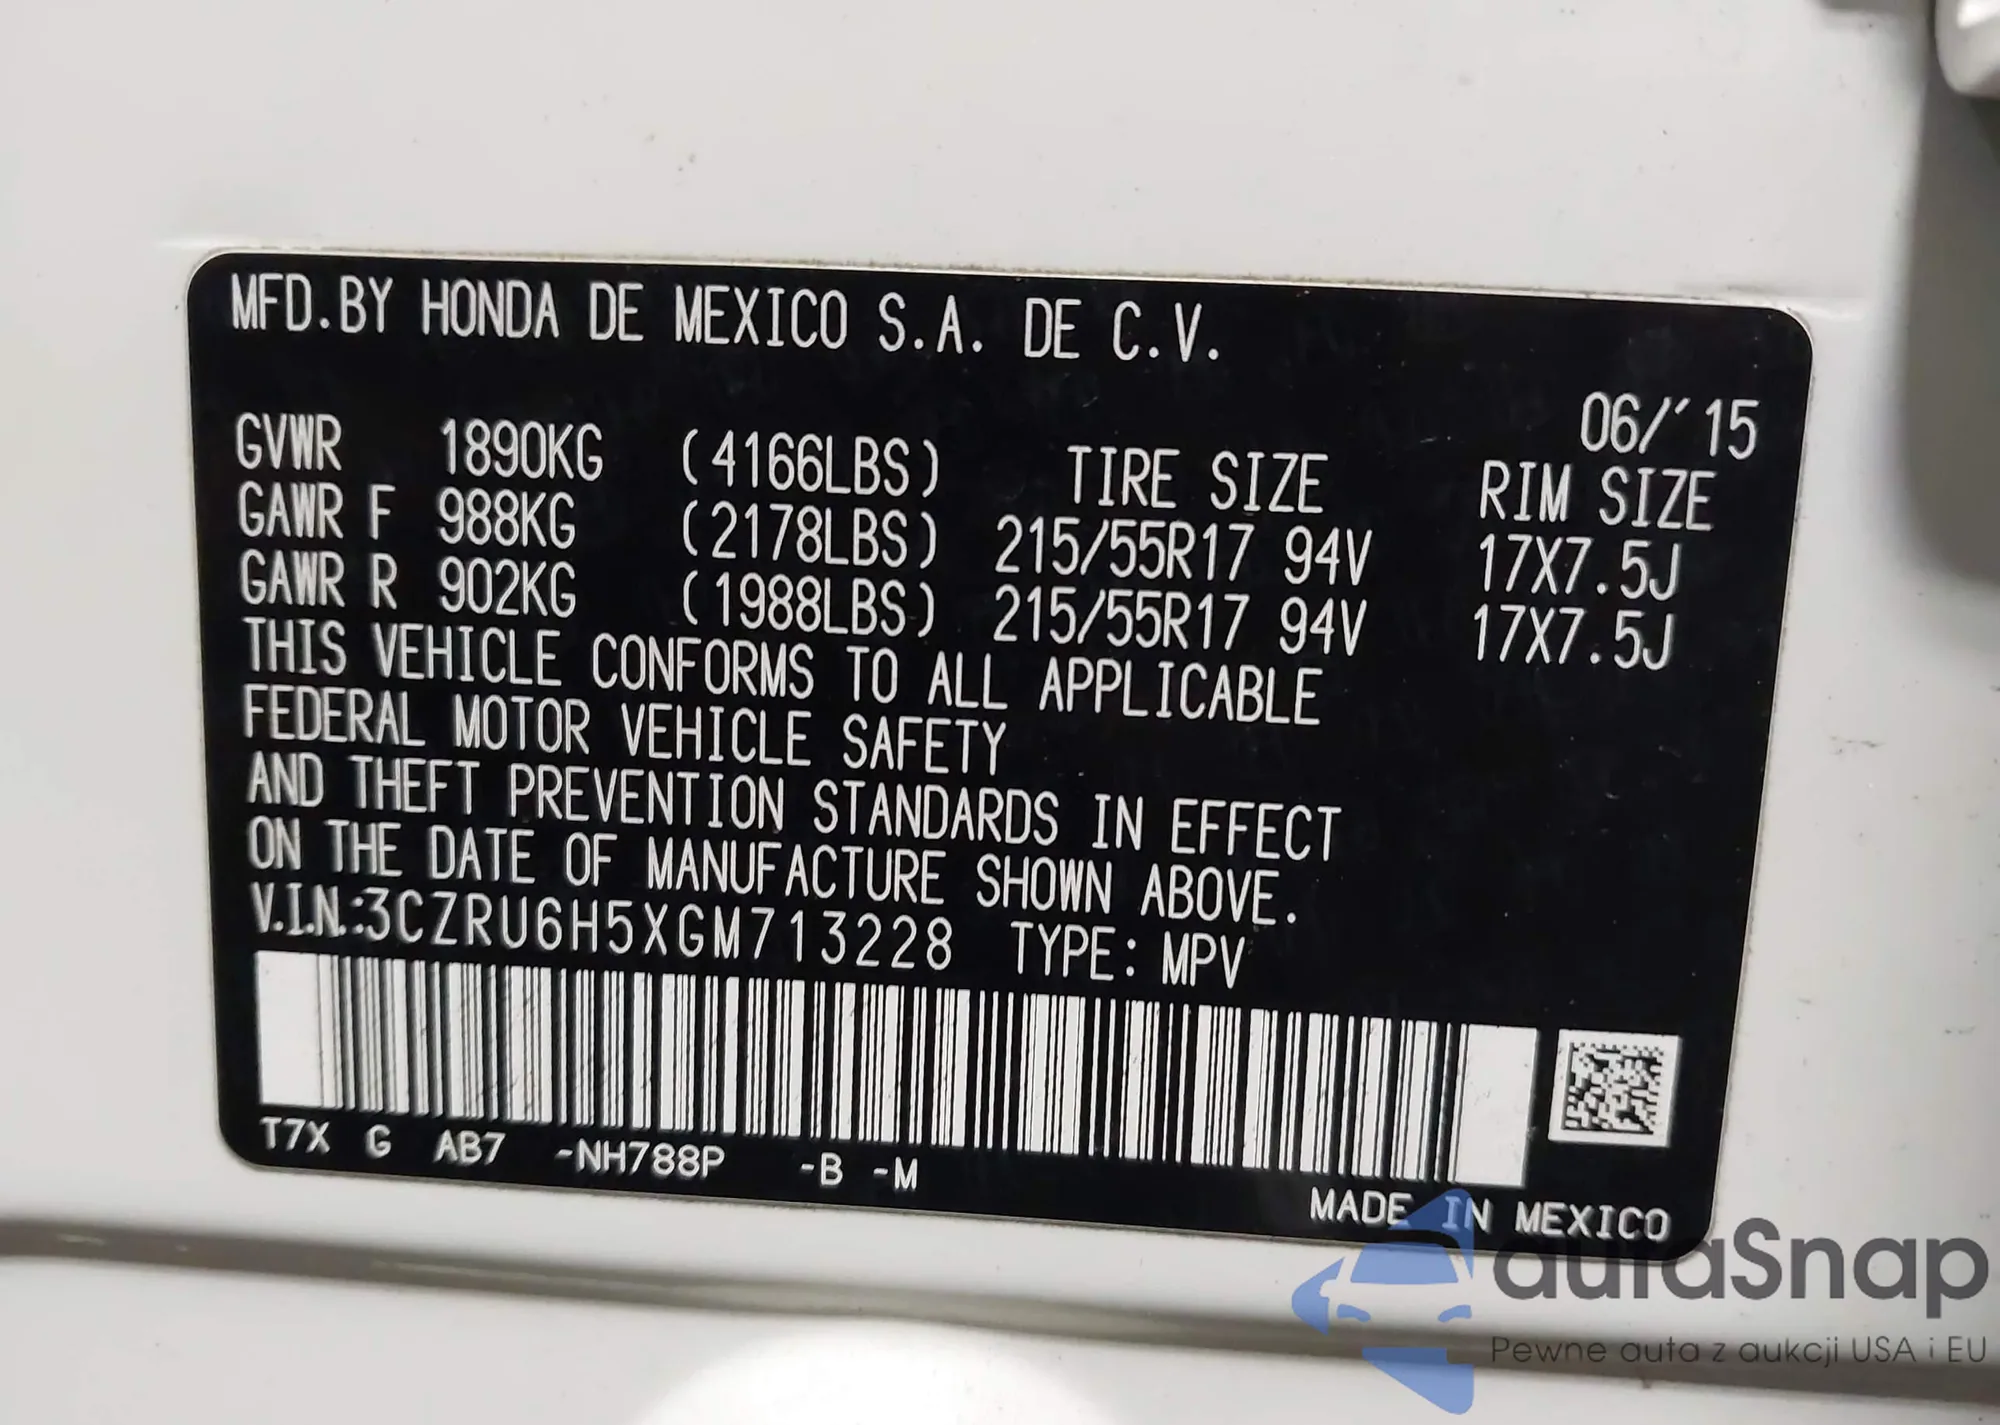 MFD.BY HONDA DE MEXICO S.A. DE C.V.
06/'15
GVWR 1890KG (4166LBS) TIRE SIZE RIM SIZE
GAWR F 988KG (2178LBS) 215/55R17 94V 17X7.5J
GAWR R 902KG (1988LBS) 215/55R17 94V 17X7.5J
THIS VEHICLE CONFORMS TO ALL APPLICABLE
FEDERAL MOTOR VEHICLE SAFETY
AND THEFT PREVENTION STANDARDS IN EFFECT
ON THE DATE OF MANUFACTURE SHOWN ABOVE.
V.I.N.:3CZRU6H5XGM713228 TYPE: MPV
T7X G AB7 -NH788P -B -M
MADE IN MEXICO
auraSnap
Pewne auta z aukcji USA i EU